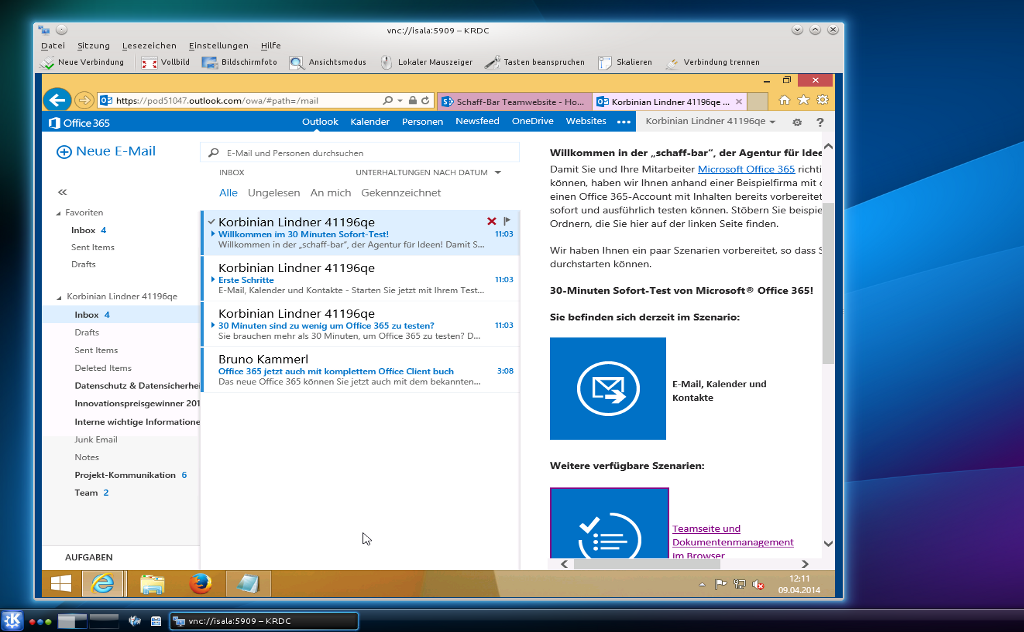 vnc://isala:5909 – KRDC
Datei Sitzung Lesezeichen Einstellungen Hilfe
Neue Verbindung Vollbild Bildschirmfoto Ansichtsmodus Lokaler Mauszeiger Tasten beanspruchen Skalieren Verbindung trennen
https://pod51047.outlook.com/owa/#path=/mail
Schaff-Bar Teamwebsite - Ho...
Korbinian Lindner 41196qe ...
Office 365
Outlook Kalender Personen Newsfeed OneDrive Websites ••• Korbinian Lindner 41196qe ?
Neue E-Mail
«
Favoriten
Inbox 4
Sent Items
Drafts
Korbinian Lindner 41196qe
Inbox 4
Drafts
Sent Items
Deleted Items
Datenschutz & Datensicherhei
Innovationspreisgewinner 201
Interne wichtige Informatione
Junk Email
Notes
Projekt-Kommunikation 6
Team 2
AUFGABEN
E-Mail und Personen durchsuchen
INBOX UNTERHALTUNGEN NACH DATUM
Alle Ungelesen An mich Gekennzeichnet
Korbinian Lindner 41196qe
Willkommen im 30 Minuten Sofort-Test! 11:03
Willkommen in der „schaff-bar“, der Agentur für Ideen! Damit S...
Korbinian Lindner 41196qe
Erste Schritte 11:03
E-Mail, Kalender und Kontakte - Starten Sie jetzt mit Ihrem Test...
Korbinian Lindner 41196qe
30 Minuten sind zu wenig um Office 365 zu testen? 11:03
Sie brauchen mehr als 30 Minuten, um Office 365 zu testen? D...
Bruno Kammerl
Office 365 jetzt auch mit komplettem Office Client buch 3:08
Das neue Office 365 können Sie jetzt auch mit dem bekannten...
Willkommen in der „schaff-bar“, der Agentur für Idee
Damit Sie und Ihre Mitarbeiter Microsoft Office 365 richti
können, haben wir Ihnen anhand einer Beispielfirma mit d
einen Office 365-Account mit Inhalten bereits vorbereitet
sofort und ausführlich testen können. Stöbern Sie beispie
Ordnern, die Sie hier auf der linken Seite finden.
Wir haben Ihnen ein paar Szenarien vorbereitet, so dass S
durchstarten können.
30-Minuten Sofort-Test von Microsoft® Office 365!
Sie befinden sich derzeit im Szenario:
E-Mail, Kalender und
Kontakte
Weitere verfügbare Szenarien:
Teamseite und
Dokumentenmanagement
im Browser
12:11
09.04.2014
vnc://isala:5909 – KRDC